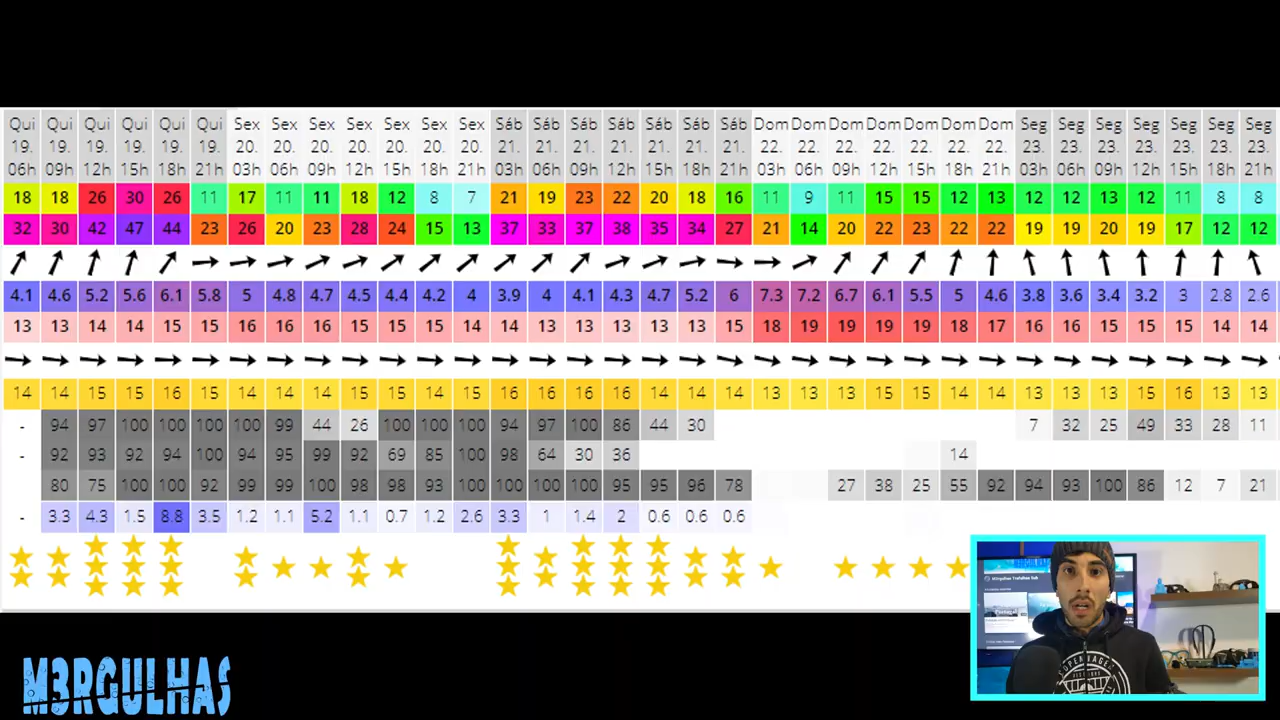 Qui Qui Qui Qui Qui Qui Sex Sex Sex Sex Sex Sex Sex Sáb Sáb Sáb Sáb Sáb Sáb Sáb Dom Dom Dom Dom Dom Dom Dom Seg Seg Seg Seg Seg Seg Seg
19. 19. 19. 19. 19. 19. 20. 20. 20. 20. 20. 20. 20. 21. 21. 21. 21. 21. 21. 21. 22. 22. 22. 22. 22. 22. 22. 23. 23. 23. 23. 23. 23. 23.
06h 09h 12h 15h 18h 21h 03h 06h 09h 12h 15h 18h 21h 03h 06h 09h 12h 15h 18h 21h 03h 06h 09h 12h 15h 18h 21h 03h 06h 09h 12h 15h 18h 21h
18 18 26 30 26 11 17 11 11 18 12 8 7 21 19 23 22 20 18 16 11 9 11 15 15 12 13 12 12 13 12 11 8 8
32 30 42 47 44 23 26 20 23 28 24 15 13 37 33 37 38 35 34 27 21 14 20 22 23 22 22 19 19 20 19 17 12 12
4.1 4.6 5.2 5.6 6.1 5.8 5 4.8 4.7 4.5 4.4 4.2 4 3.9 4 4.1 4.3 4.7 5.2 6 7.3 7.2 6.7 6.1 5.5 5 4.6 3.8 3.6 3.4 3.2 3 2.8 2.6
13 13 14 14 15 15 16 16 16 15 15 15 14 14 13 13 13 13 13 15 18 19 19 19 19 18 17 16 16 15 15 15 14 14
14 14 15 15 16 15 14 14 14 15 15 14 15 16 16 16 16 14 14 14 13 13 13 15 15 14 14 13 13 13 15 16 13 13
- 94 97 100 100 100 100 99 44 26 100 100 100 94 97 100 86 44 30 7 32 25 49 33 28 11
- 92 93 92 94 100 94 95 99 92 69 85 100 98 64 30 36 14
80 75 100 100 92 99 99 100 98 98 93 100 100 100 100 95 95 96 78 27 38 25 55 92 94 93 100 86 12 7 21
- 3.3 4.3 1.5 8.8 3.5 1.2 1.1 5.2 1.1 0.7 1.2 2.6 3.3 1 1.4 2 0.6 0.6 0.6
M3RGULHAS